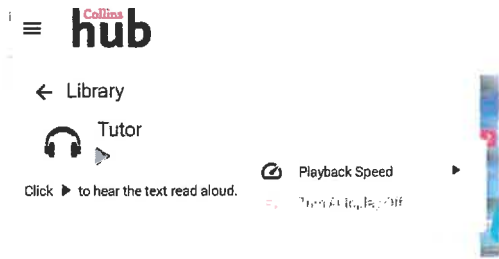 Collins
hub
← Library
Tutor
Click ▶ to hear the text read aloud.
Playback Speed